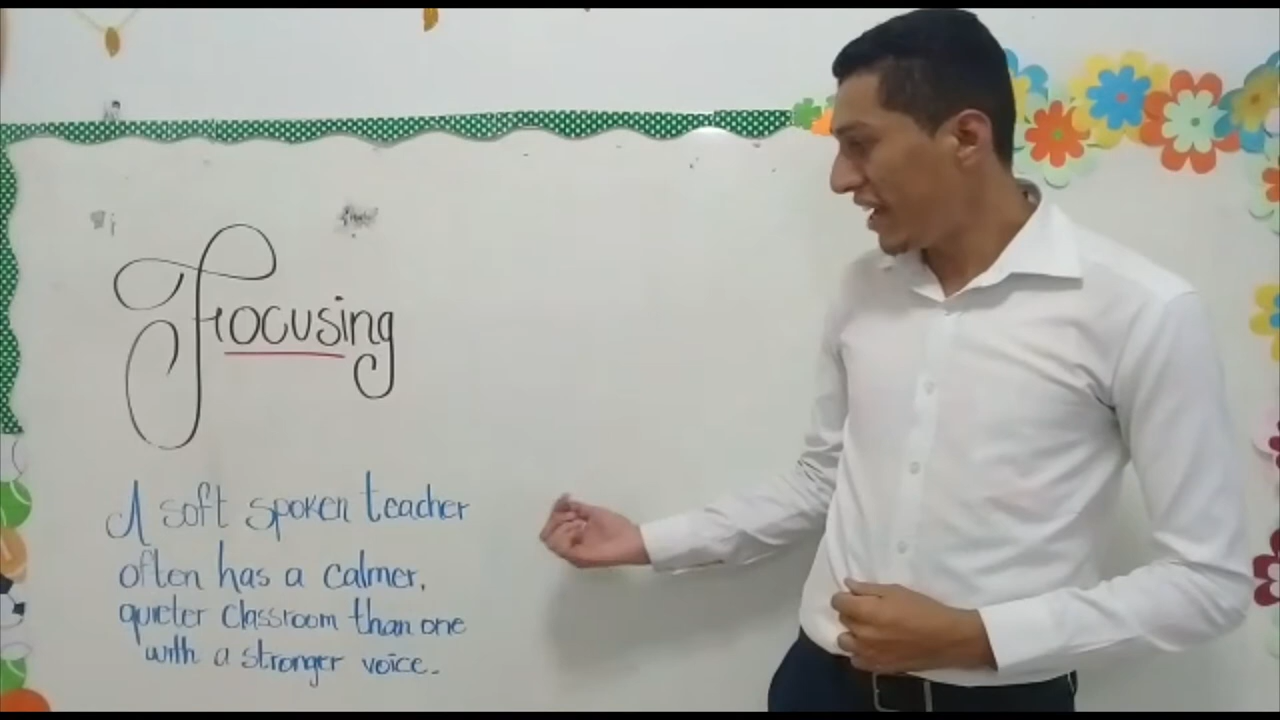 Focusing
A soft spoken teacher
often has a calmer,
quieter classroom than one
with a stronger voice.